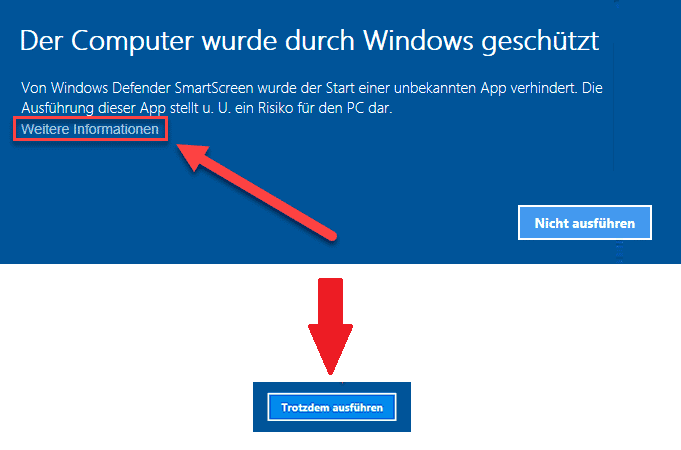 Der Computer wurde durch Windows geschützt
Von Windows Defender SmartScreen wurde der Start einer unbekannten App verhindert. Die
Ausführung dieser App stellt u. U. ein Risiko für den PC dar.
Weitere Informationen
Nicht ausführen
Trotzdem ausführen